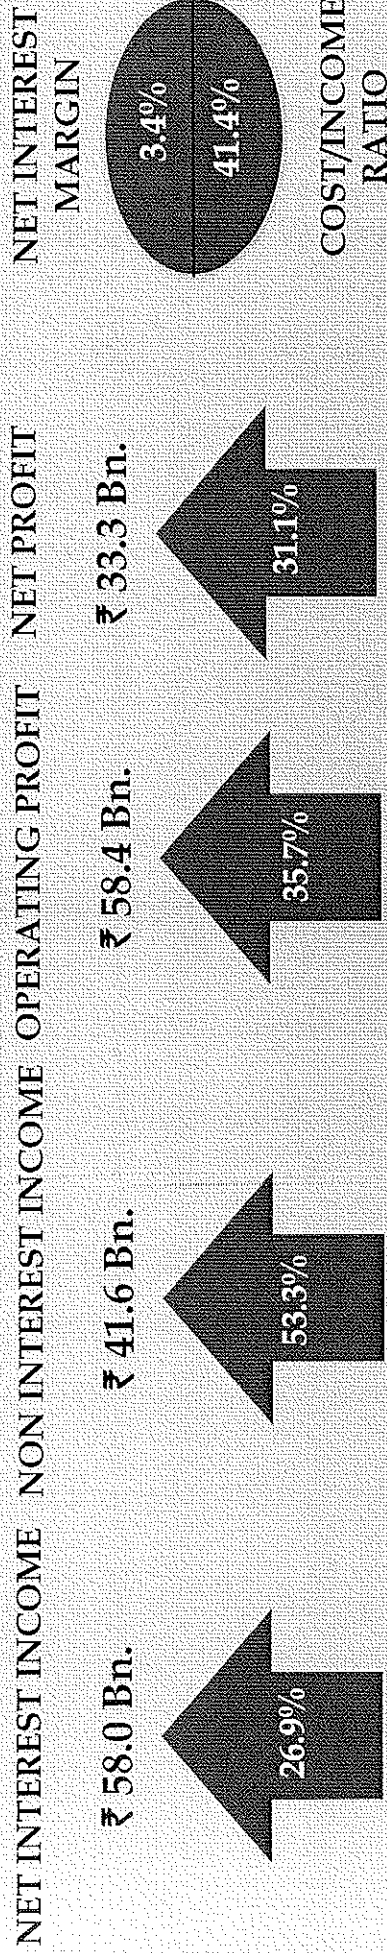 NET INTEREST INCOME
₹ 58.0 Bn.
26.9%
NON INTEREST INCOME
₹ 41.6 Bn.
53.3%
OPERATING PROFIT
₹ 58.4 Bn.
35.7%
NET PROFIT
₹ 33.3 Bn.
31.1%
NET INTEREST
MARGIN
3.4%
41.4%
COST/INCOME
RATIO